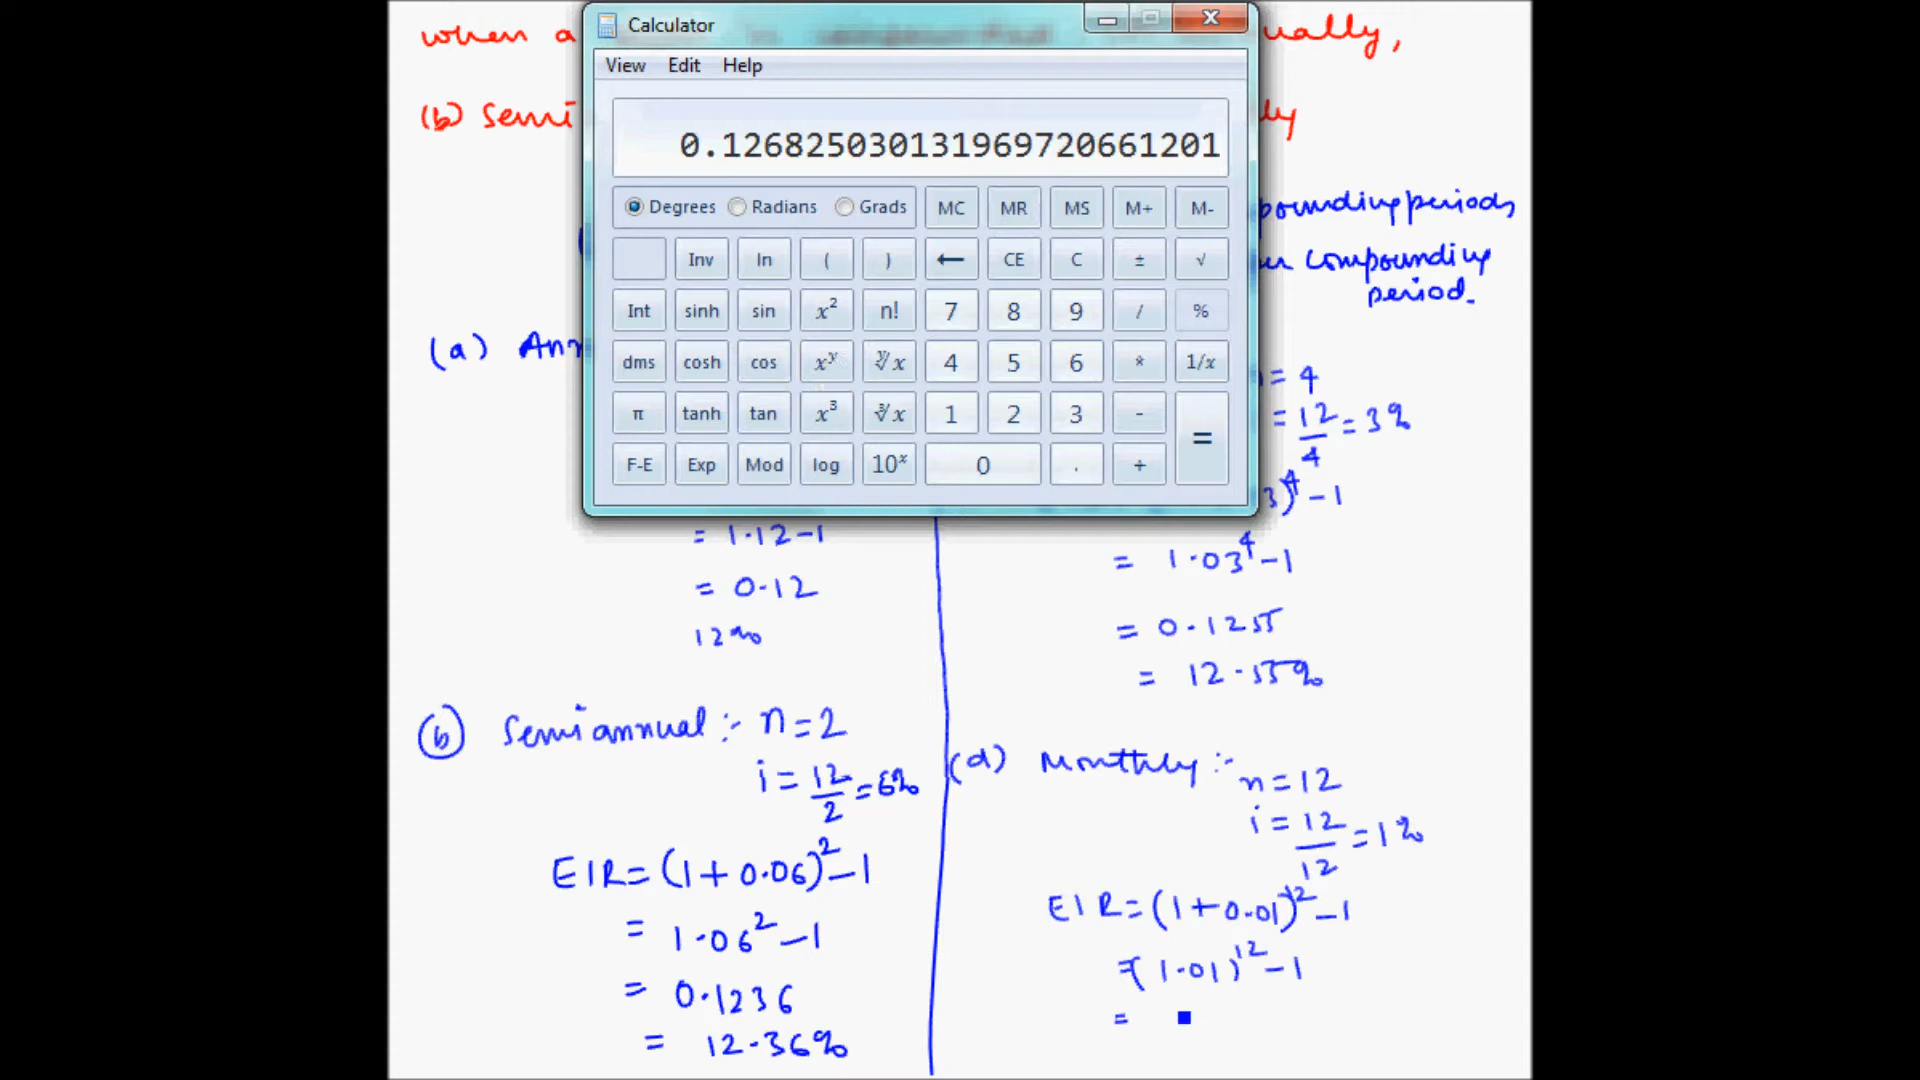 when a
ually,
(b) Semi
ly
Calculator
View Edit Help
0.126825030131969720661201
Degrees Radians Grads MC MR MS M+ M-
Inv ln ( ) ← CE C ± √
Int sinh sin x² n! 7 8 9 / %
dms cosh cos xʸ ʸ√x 4 5 6 * 1/x
π tanh tan x³ ³√x 1 2 3 - =
F-E Exp Mod log 10ˣ 0 . +
pounding periods
compounding
period.
(a) Ann
= 1.12-1
= 0.12
12%
(b) Semi annual :- n=2
i = 12/2 = 6%
EIR = (1+0.06)²-1
= 1.06²-1
= 0.1236
= 12.36%
= 4
= 12/4 = 3%
3)⁴-1
= 1.03⁴-1
= 0.1255
= 12.55%
(d) Monthly :-
n=12
i = 12/12 = 1%
EIR = (1+0.01)¹²-1
=(1.01)¹²-1
=